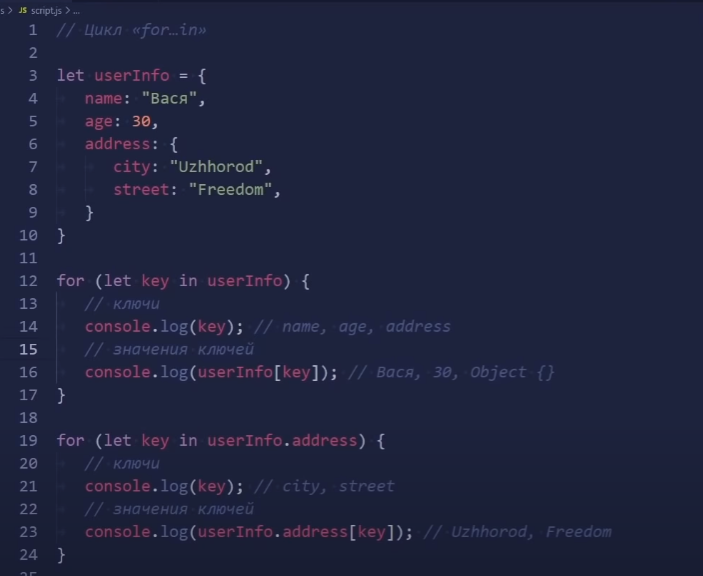 s > JS script.js > ...
1 // Цикл «for…in»
2
3 let userInfo = {
4 name: "Вася",
5 age: 30,
6 address: {
7 city: "Uzhhorod",
8 street: "Freedom",
9 }
10 }
11
12 for (let key in userInfo) {
13 // ключи
14 console.log(key); // name, age, address
15 // значения ключей
16 console.log(userInfo[key]); // Вася, 30, Object {}
17 }
18
19 for (let key in userInfo.address) {
20 // ключи
21 console.log(key); // city, street
22 // значения ключей
23 console.log(userInfo.address[key]); // Uzhhorod, Freedom
24 }